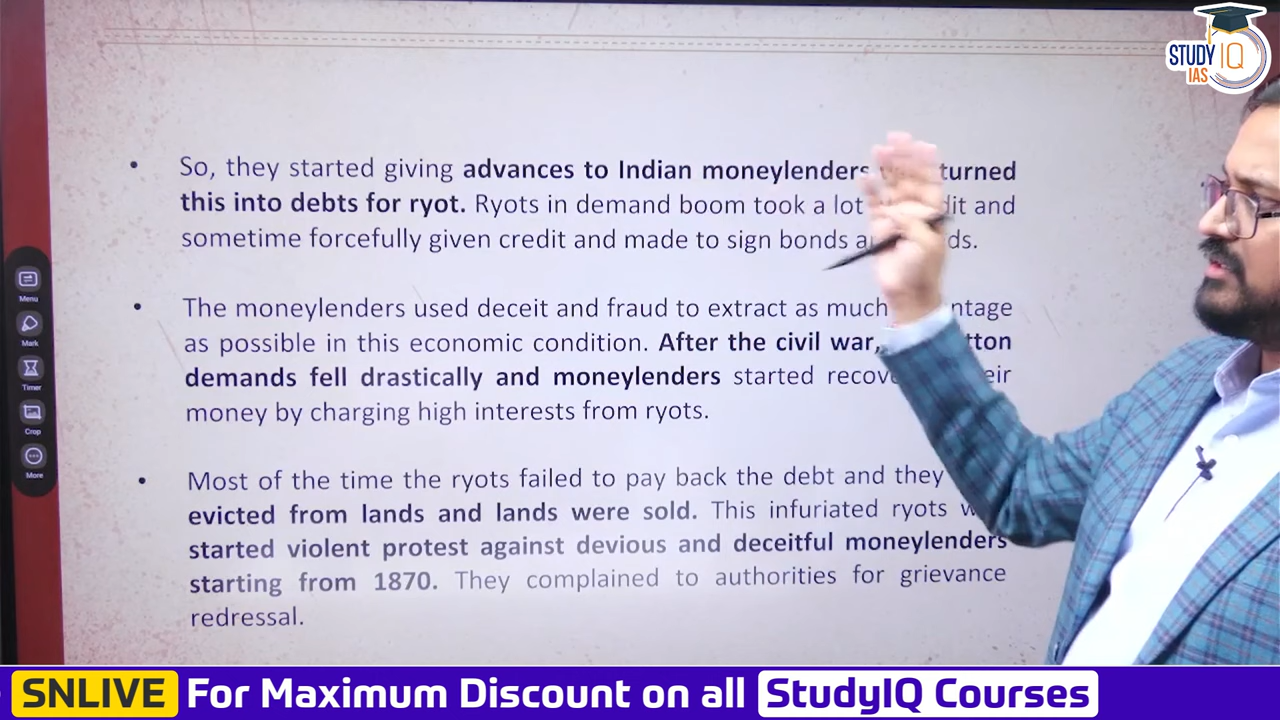 STUDY IQ
IAS
• So, they started giving advances to Indian moneylenders turned
this into debts for ryot. Ryots in demand boom took a lot and
sometime forcefully given credit and made to sign bonds
• The moneylenders used deceit and fraud to extract as much
as possible in this economic condition. After the civil war,
demands fell drastically and moneylenders started
money by charging high interests from ryots.
• Most of the time the ryots failed to pay back the debt and they
evicted from lands and lands were sold. This infuriated ryots
started violent protest against devious and deceitful moneylenders
starting from 1870. They complained to authorities for grievance
redressal.
Menu
Mark
Timer
Crop
More
SNLIVE For Maximum Discount on all StudyIQ Courses